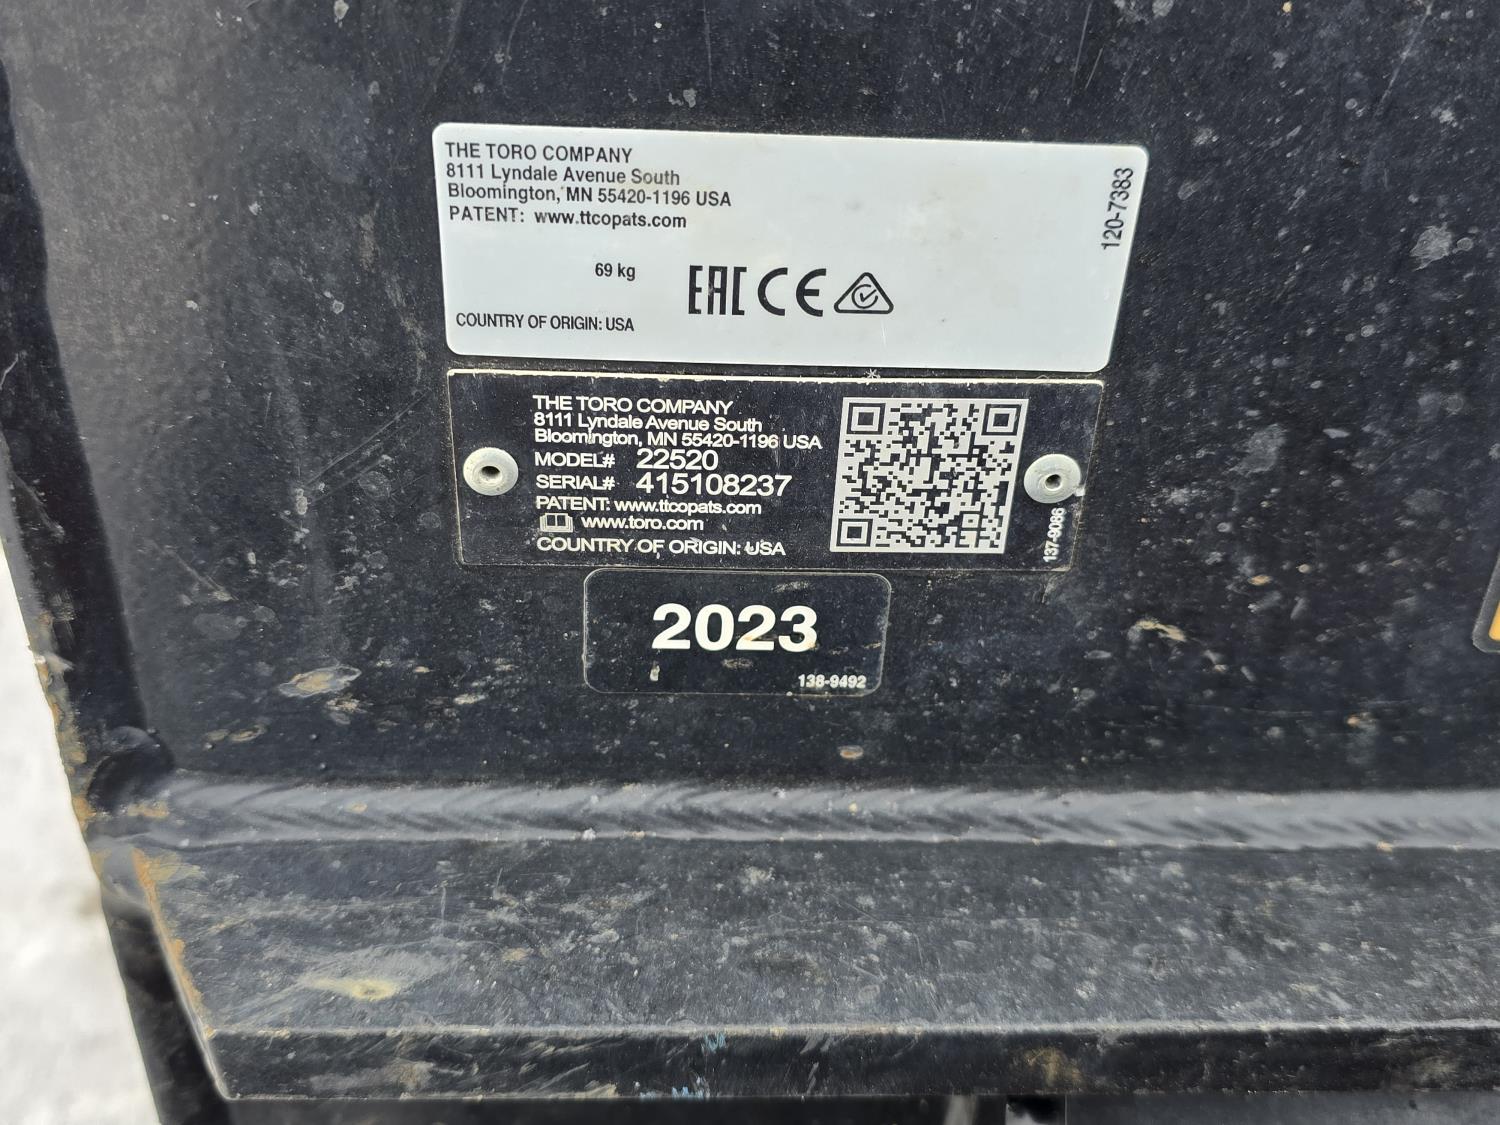 THE TORO COMPANY
8111 Lyndale Avenue South
Bloomington, MN 55420-1196 USA
PATENT: www.ttcopats.com
69 kg
EAC CE
COUNTRY OF ORIGIN: USA
120-7383
THE TORO COMPANY
8111 Lyndale Avenue South
Bloomington, MN 55420-1196 USA
MODEL# 22520
SERIAL# 415108237
PATENT: www.ttcopats.com
www.toro.com
COUNTRY OF ORIGIN: USA
137-9086
2023
138-9492